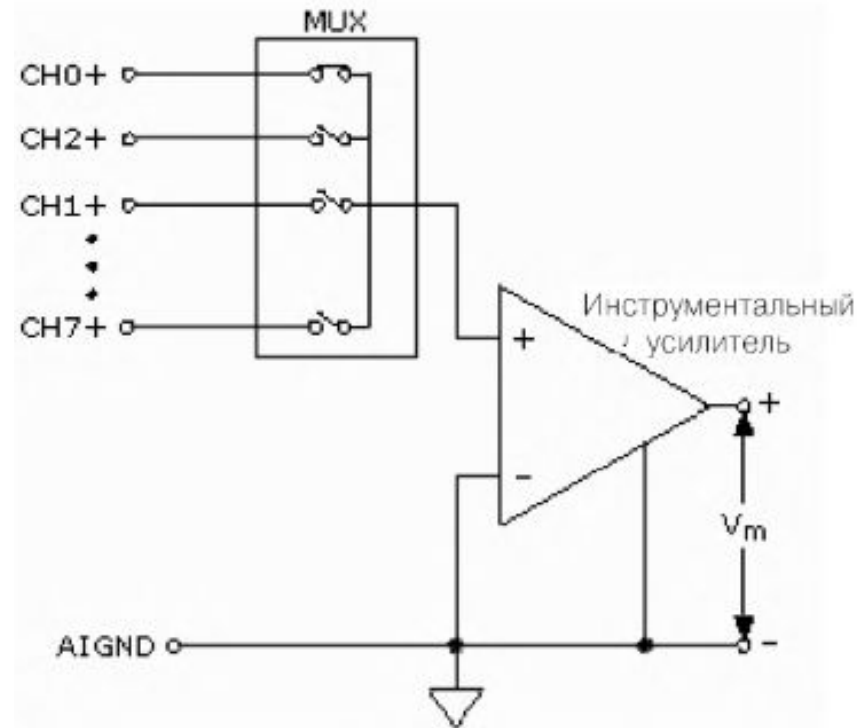 MUX
CH0+
CH2+
CH1+
CH7+
Инструментальный
усилитель
+
-
+
Vm
-
AIGND